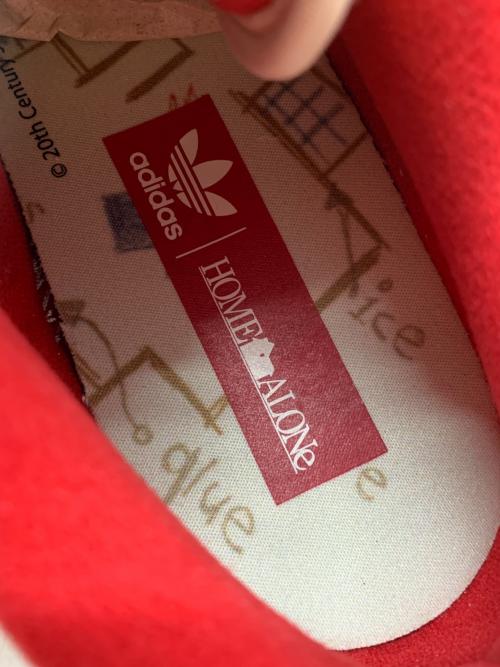 © 20th Century
adidas
HOME ALONe
ice
glue
e